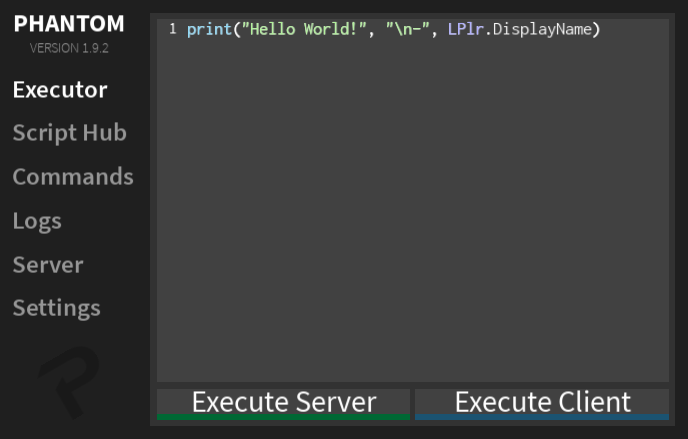 PHANTOM
VERSION 1.9.2
Executor
Script Hub
Commands
Logs
Server
Settings
1 print("Hello World!", "\n-", LPlr.DisplayName)
Execute Server
Execute Client